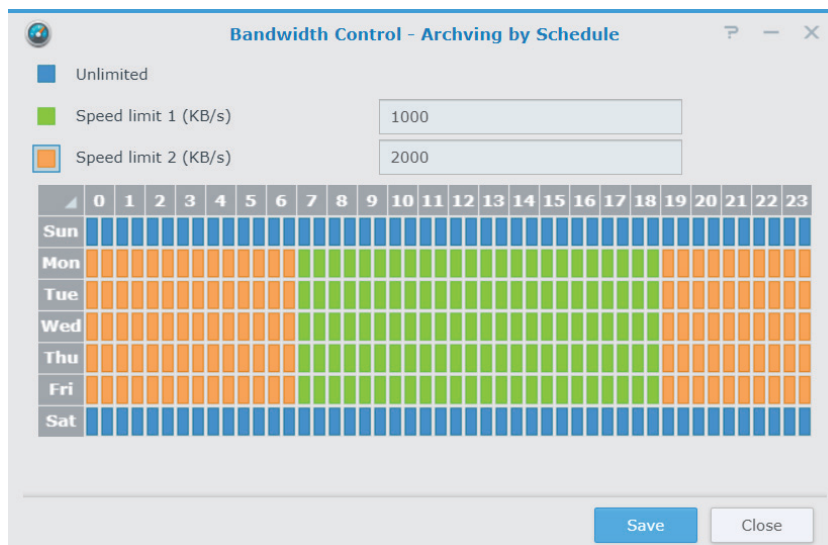 Bandwidth Control - Archving by Schedule
Unlimited
Speed limit 1 (KB/s) 1000
Speed limit 2 (KB/s) 2000
0 1 2 3 4 5 6 7 8 9 10 11 12 13 14 15 16 17 18 19 20 21 22 23
Sun
Mon
Tue
Wed
Thu
Fri
Sat
Save Close